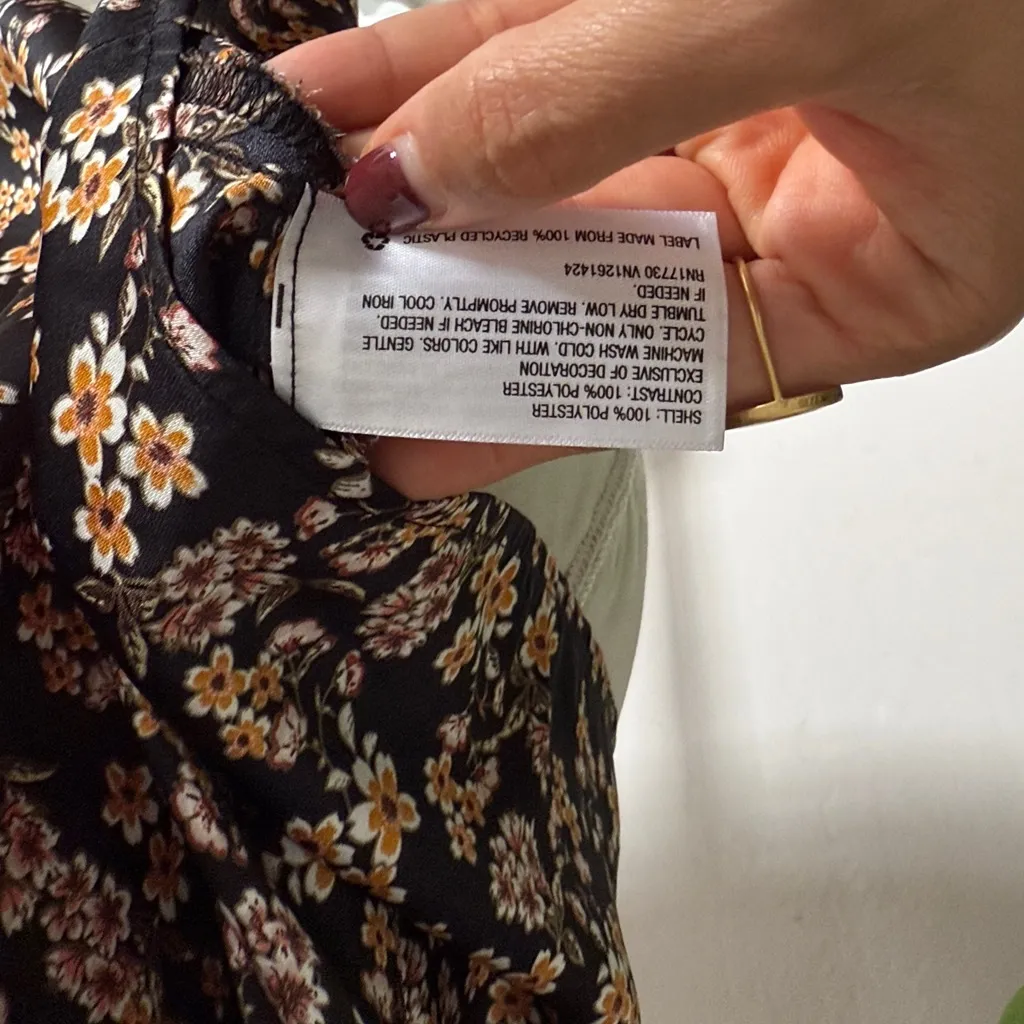 SHELL: 100% POLYESTER
CONTRAST: 100% POLYESTER
EXCLUSIVE OF DECORATION
MACHINE WASH COLD. WITH LIKE COLORS. GENTLE
CYCLE. ONLY NON-CHLORINE BLEACH IF NEEDED.
TUMBLE DRY LOW. REMOVE PROMPTLY. COOL IRON
IF NEEDED.
RN17730 VN1261424
LABEL MADE FROM 100% RECYCLED PLASTIC